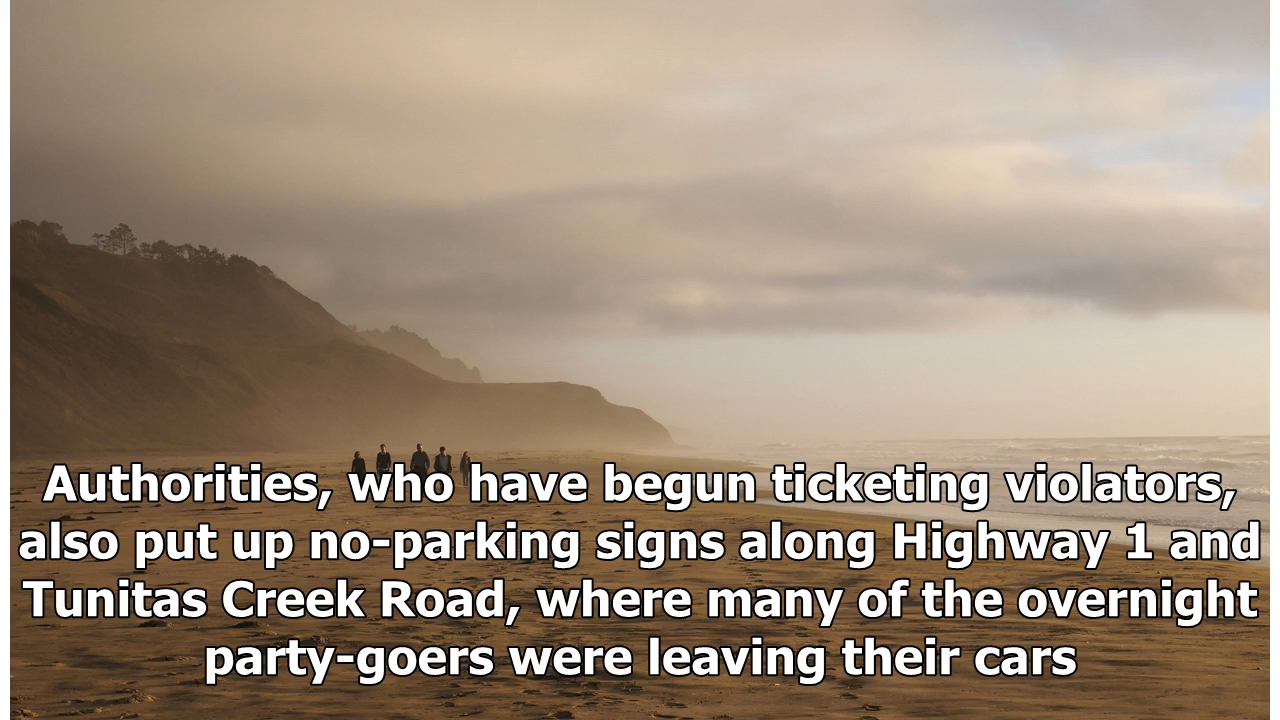 Authorities, who have begun ticketing violators,
also put up no-parking signs along Highway 1 and
Tunitas Creek Road, where many of the overnight
party-goers were leaving their cars